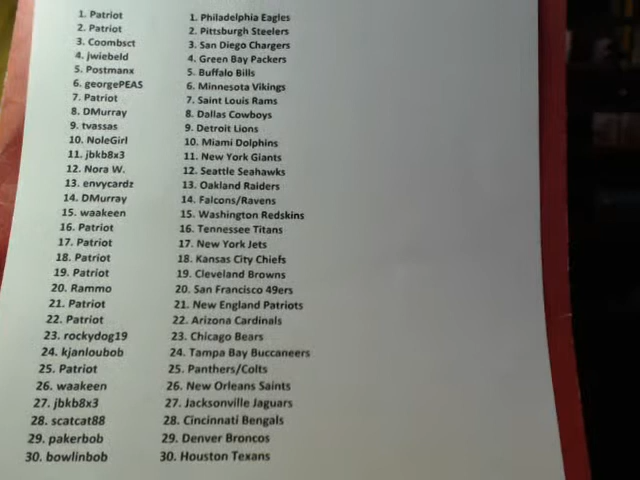 1. Patriot 1. Philadelphia Eagles
2. Patriot 2. Pittsburgh Steelers
3. Coombsct 3. San Diego Chargers
4. jwiebeld 4. Green Bay Packers
5. Postmanx 5. Buffalo Bills
6. georgePEAS 6. Minnesota Vikings
7. Patriot 7. Saint Louis Rams
8. DMurray 8. Dallas Cowboys
9. tvassas 9. Detroit Lions
10. NoleGirl 10. Miami Dolphins
11. jbkb8x3 11. New York Giants
12. Nora W. 12. Seattle Seahawks
13. envycardz 13. Oakland Raiders
14. DMurray 14. Falcons/Ravens
15. waakeen 15. Washington Redskins
16. Patriot 16. Tennessee Titans
17. Patriot 17. New York Jets
18. Patriot 18. Kansas City Chiefs
19. Patriot 19. Cleveland Browns
20. Rammo 20. San Francisco 49ers
21. Patriot 21. New England Patriots
22. Patriot 22. Arizona Cardinals
23. rockydog19 23. Chicago Bears
24. kjanloubob 24. Tampa Bay Buccaneers
25. Patriot 25. Panthers/Colts
26. waakeen 26. New Orleans Saints
27. jbkb8x3 27. Jacksonville Jaguars
28. scatcat88 28. Cincinnati Bengals
29. pakerbob 29. Denver Broncos
30. bowlinbob 30. Houston Texans